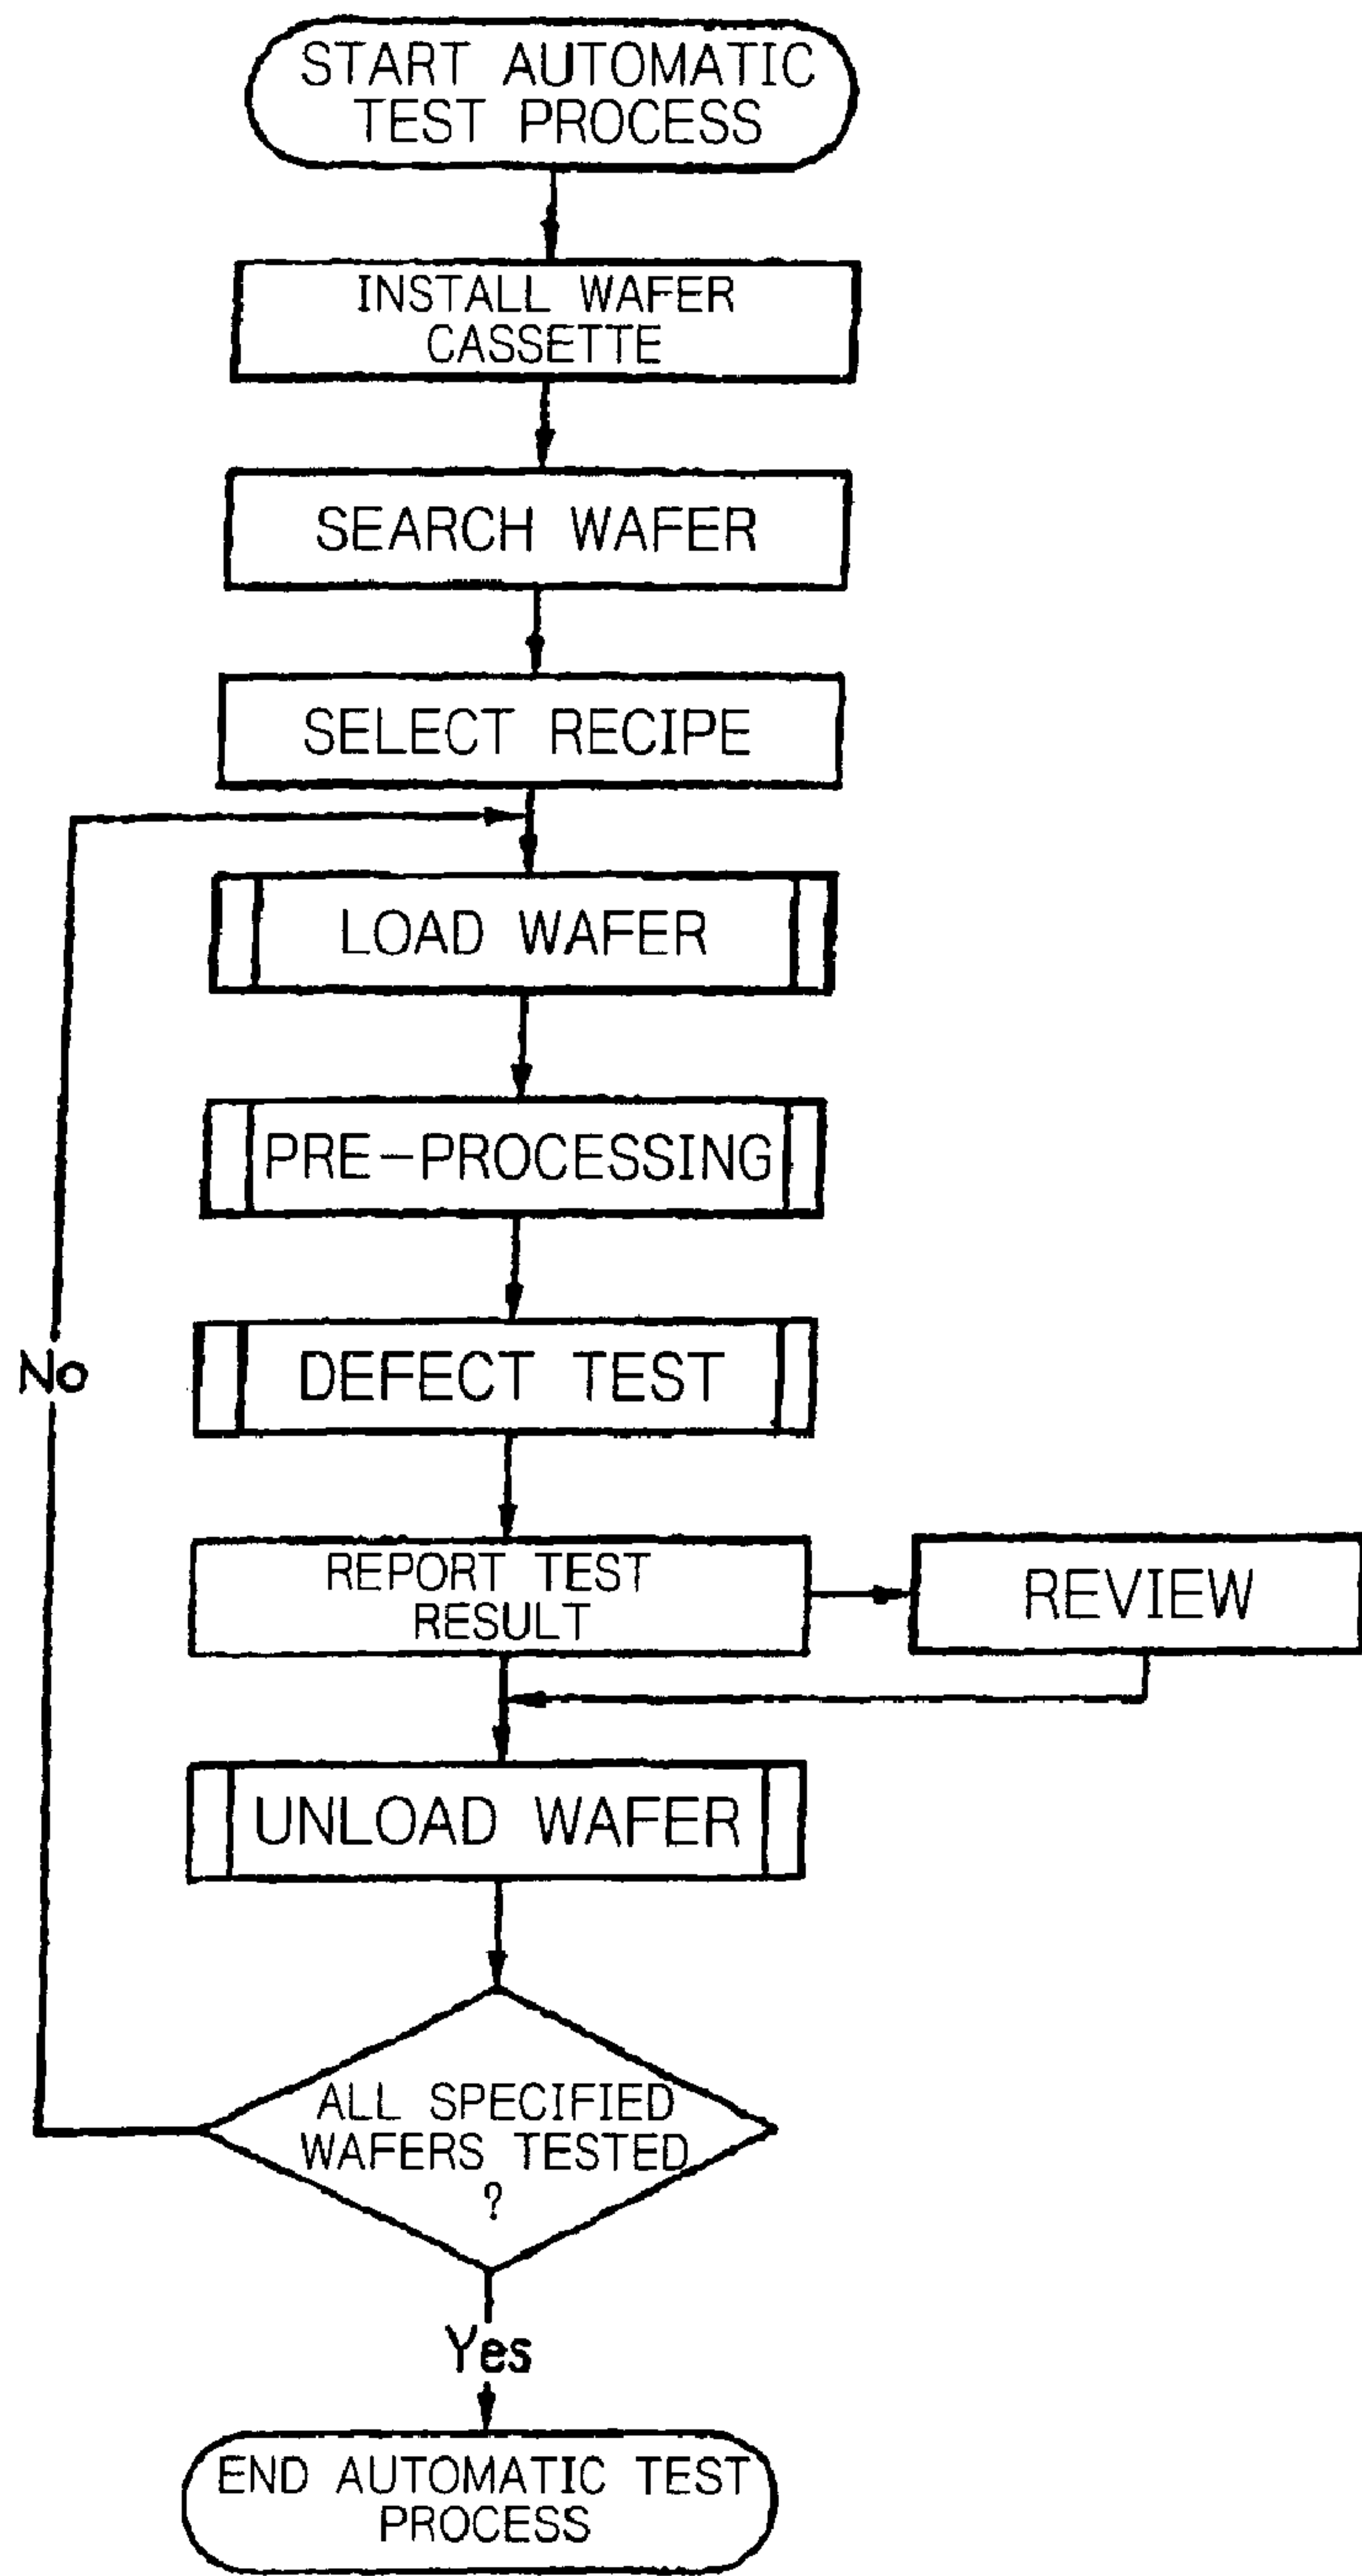 START AUTOMATIC
TEST PROCESS
INSTALL WAFER
CASSETTE
SEARCH WAFER
SELECT RECIPE
LOAD WAFER
PRE-PROCESSING
No
DEFECT TEST
REPORT TEST
RESULT
REVIEW
UNLOAD WAFER
ALL SPECIFIED
WAFERS TESTED
?
Yes
END AUTOMATIC TEST
PROCESS